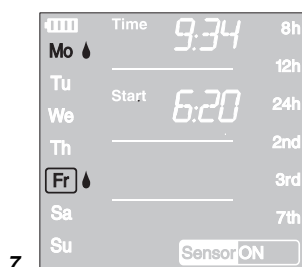 Time 9:34 8h
Mo
12h
Tu
Start 6:20 24h
We
Th 2nd
Fr 3rd
Sa 7th
Su Sensor ON
7